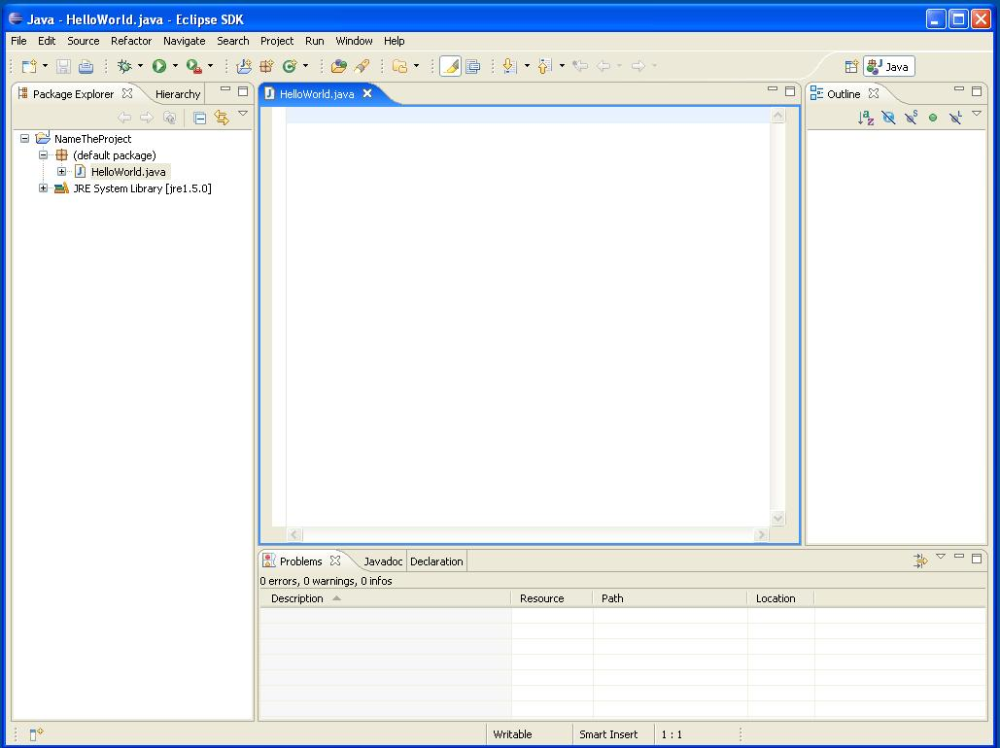 Java - HelloWorld.java - Eclipse SDK
File Edit Source Refactor Navigate Search Project Run Window Help
Java
Package Explorer Hierarchy
NameTheProject
(default package)
HelloWorld.java
JRE System Library [jre1.5.0]
HelloWorld.java
Outline
Problems Javadoc Declaration
0 errors, 0 warnings, 0 infos
Description Resource Path Location
Writable Smart Insert 1 : 1